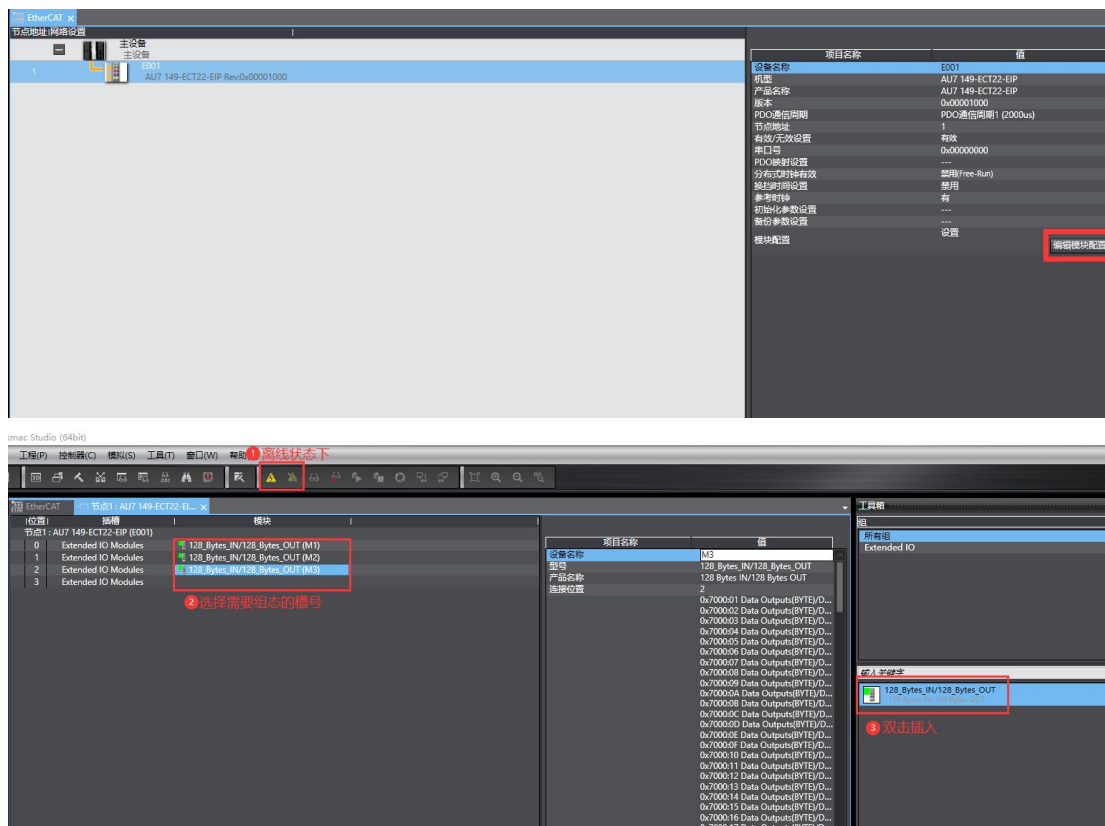 EtherCAT
节点地址|网络设置
主设备
主设备
E001
1
AU7 149-ECT22-EIP Rev:0x00001000
项目名称 值
设备名称 E001
机型 AU7 149-ECT22-EIP
产品名称 AU7 149-ECT22-EIP
版本 0x00001000
PDO通信周期 PDO通信周期1 (2000us)
节点地址 1
有效/无效设置 有效
串口号 0x00000000
PDO映射设置 ---
分布式时钟有效 禁用(Free-Run)
换挡时间设置 禁用
参考时钟 有
初始化参数设置 ---
备份参数设置 ---
模块配置 设置
编辑模块配置
smac Studio (64bit)
工程(P) 控制器(C) 模拟(S) 工具(T) 窗口(W) 帮助
1 离线状态下
EtherCAT 节点1 : AU7 149-ECT22-EI...
位置 插槽 模块
节点1 : AU7 149-ECT22-EIP (E001)
0 Extended IO Modules 128_Bytes_IN/128_Bytes_OUT (M1)
1 Extended IO Modules 128_Bytes_IN/128_Bytes_OUT (M2)
2 Extended IO Modules 128_Bytes_IN/128_Bytes_OUT (M3)
3 Extended IO Modules
2 选择需要组态的槽号
项目名称 值
设备名称 M3
型号 128_Bytes_IN/128_Bytes_OUT
产品名称 128 Bytes IN/128 Bytes OUT
连接位置 2
0x7000:01 Data Outputs(BYTE)/D...
0x7000:02 Data Outputs(BYTE)/D...
0x7000:03 Data Outputs(BYTE)/D...
0x7000:04 Data Outputs(BYTE)/D...
0x7000:05 Data Outputs(BYTE)/D...
0x7000:06 Data Outputs(BYTE)/D...
0x7000:07 Data Outputs(BYTE)/D...
0x7000:08 Data Outputs(BYTE)/D...
0x7000:09 Data Outputs(BYTE)/D...
0x7000:0A Data Outputs(BYTE)/D...
0x7000:0B Data Outputs(BYTE)/D...
0x7000:0C Data Outputs(BYTE)/D...
0x7000:0D Data Outputs(BYTE)/D...
0x7000:0E Data Outputs(BYTE)/D...
0x7000:0F Data Outputs(BYTE)/D...
0x7000:10 Data Outputs(BYTE)/D...
0x7000:11 Data Outputs(BYTE)/D...
0x7000:12 Data Outputs(BYTE)/D...
0x7000:13 Data Outputs(BYTE)/D...
0x7000:14 Data Outputs(BYTE)/D...
0x7000:15 Data Outputs(BYTE)/D...
0x7000:16 Data Outputs(BYTE)/D...
工具箱
组
所有组
Extended IO
输入关键字
128_Bytes_IN/128_Bytes_OUT
3 双击插入